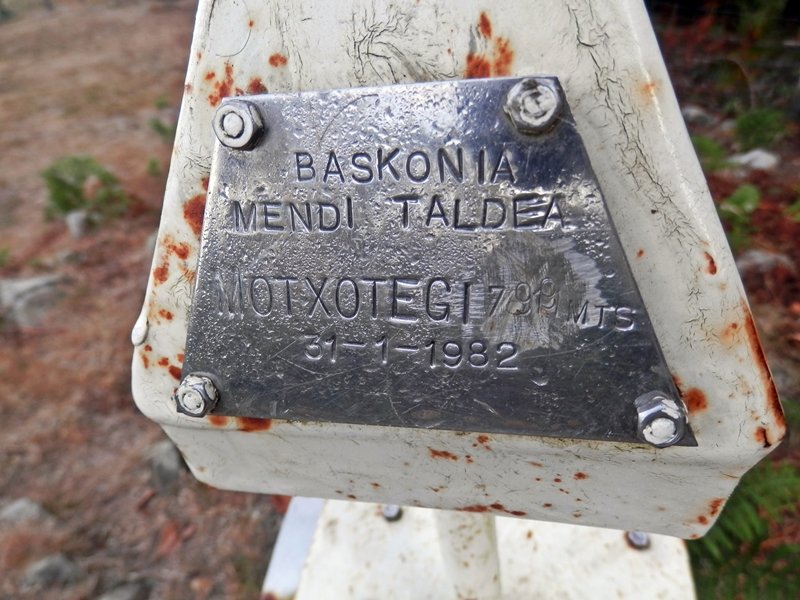 BASKONIA
MENDI TALDEA
MOTXOTEGI 799 MTS
31-1-1982